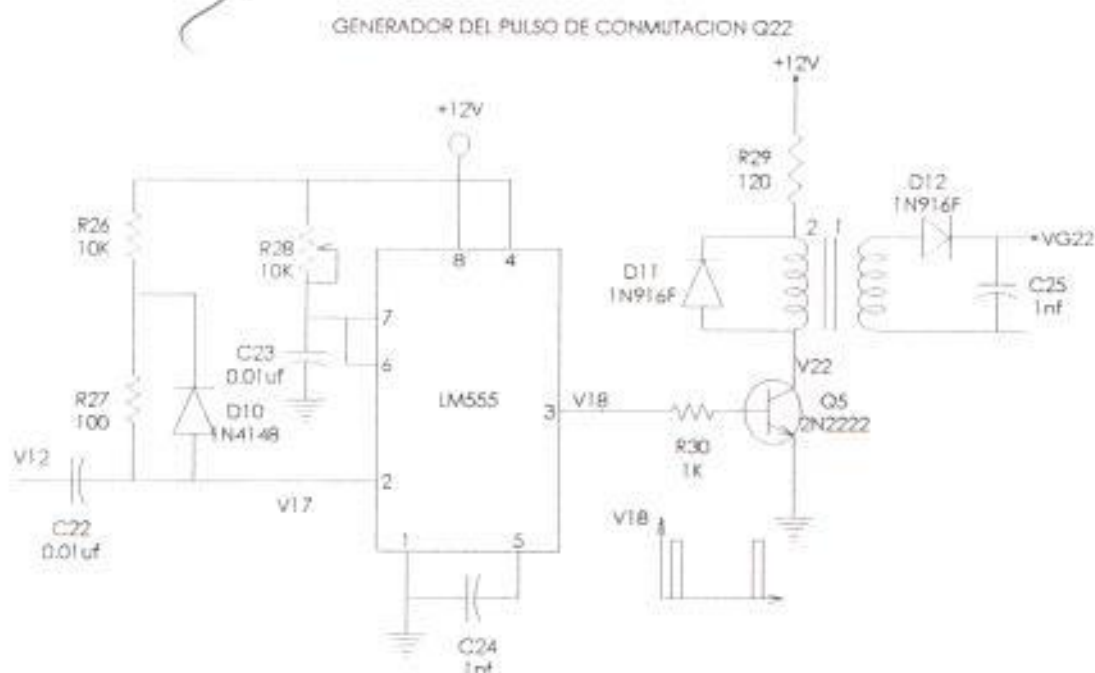 GENERADOR DEL PULSO DE CONMUTACION Q22
+12V
+12V
R29
120
D12
1N916F
R26
10K
R28
10K
8
4
2
1
VG22
D11
1N916F
C25
1nf
7
C23
0.01uf
6
V22
R27
100
D10
1N4148
LM555
3
V18
Q5
2N2222
R30
1K
V12
2
V17
C22
0.01uf
V18
1
5
C24
1nf